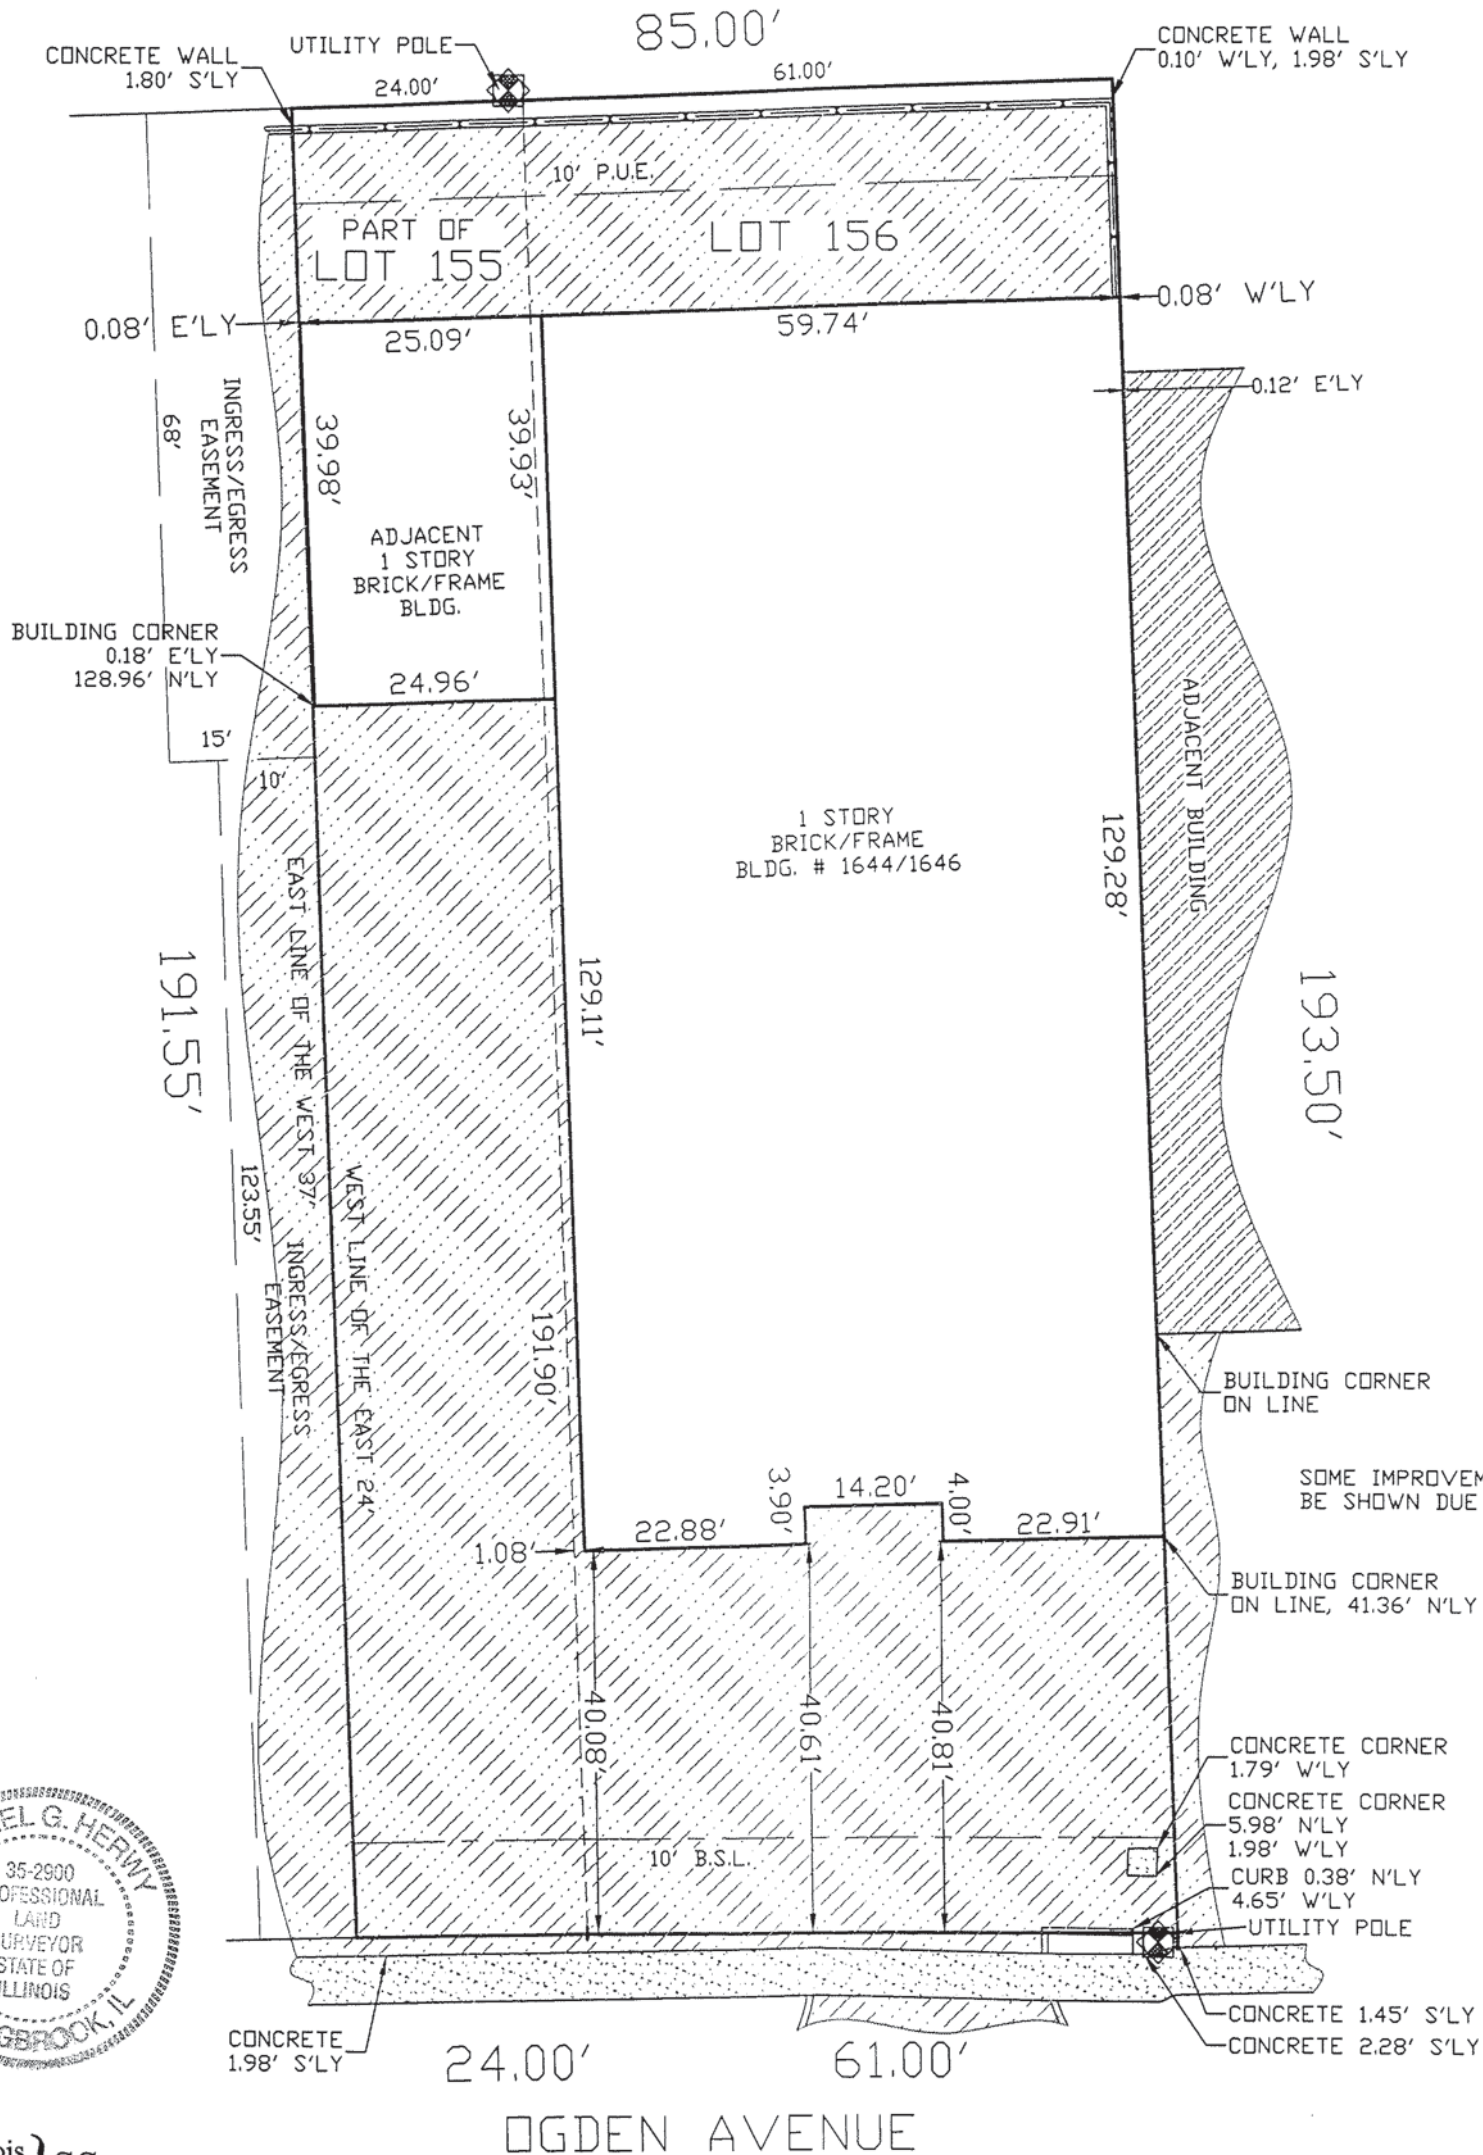 85.00'
CONCRETE WALL
1.80' S'LY
UTILITY POLE
24.00'
61.00'
CONCRETE WALL
0.10' W'LY, 1.98' S'LY
10' P.U.E.
PART OF
LOT 155
LOT 156
0.08' E'LY
25.09'
59.74'
0.08' W'LY
0.12' E'LY
68'
INGRESS/EGRESS
EASEMENT
39.98'
39.93'
ADJACENT
1 STORY
BRICK/FRAME
BLDG.
BUILDING CORNER
0.18' E'LY
128.96' N'LY
24.96'
15'
10'
ADJACENT BUILDING
1 STORY
BRICK/FRAME
BLDG. # 1644/1646
129.28'
191.55'
193.50'
EAST LINE OF THE WEST 37'
129.11'
123.55'
INGRESS/EGRESS
EASEMENT
WEST LINE OF THE EAST 24'
191.90'
BUILDING CORNER
ON LINE
SOME IMPROVEM
BE SHOWN DUE
3.90'
14.20'
4.00'
22.88'
22.91'
1.08'
BUILDING CORNER
ON LINE, 41.36' N'LY
40.08'
40.61'
40.81'
CONCRETE CORNER
1.79' W'LY
CONCRETE CORNER
5.98' N'LY
1.98' W'LY
CURB 0.38' N'LY
4.65' W'LY
UTILITY POLE
10' B.S.L.
EL G. HERWY
35-2900
OFESSIONAL
LAND
URVEYOR
STATE OF
LLINOIS
GBROOK, IL
CONCRETE
1.98' S'LY
CONCRETE 1.45' S'LY
CONCRETE 2.28' S'LY
24.00'
61.00'
OGDEN AVENUE